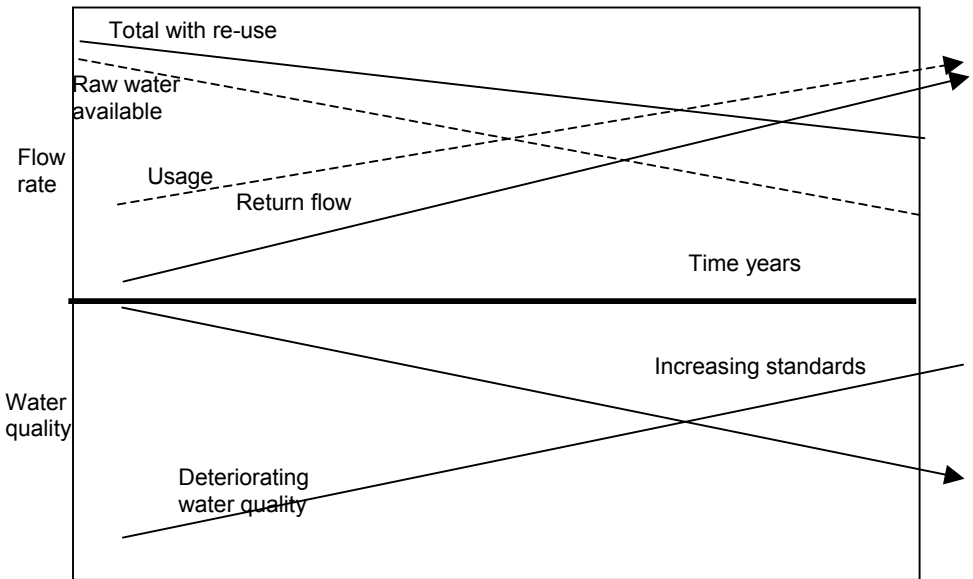 Total with re-use
Raw water
available
Flow
rate
Usage
Return flow
Time years
Increasing standards
Water
quality
Deteriorating
water quality